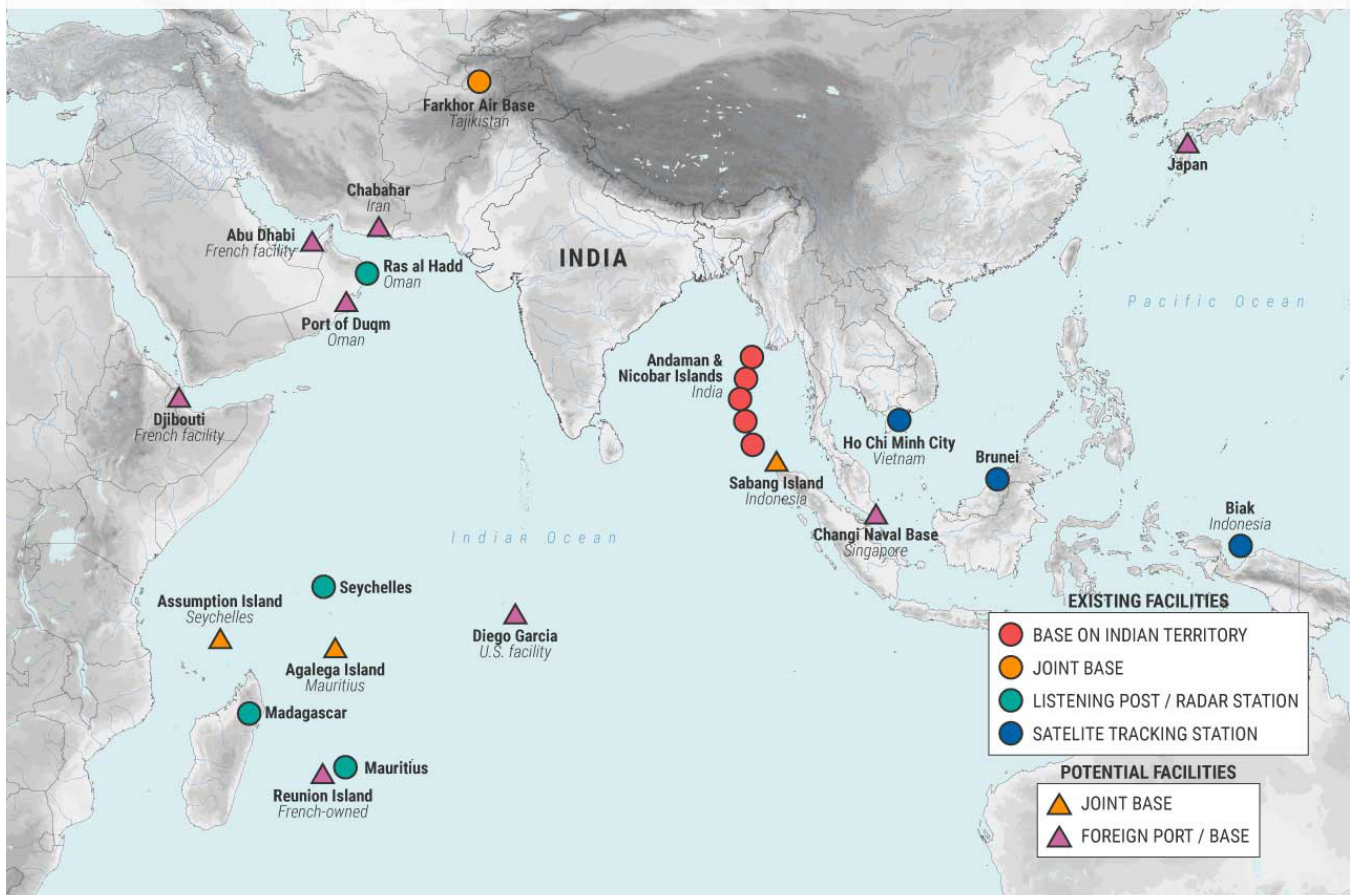 Farkhor Air Base
Tajikistan
Japan
Chabahar
Iran
Abu Dhabi
French facility
INDIA
Ras al Hadd
Oman
Pacific Ocean
Port of Duqm
Oman
Andaman &
Nicobar Islands
India
Djibouti
French facility
Ho Chi Minh City
Vietnam
Brunei
Sabang Island
Indonesia
Biak
Indonesia
Changi Naval Base
Singapore
Indian Ocean
Seychelles
Assumption Island
Seychelles
Diego Garcia
U.S. facility
Agalega Island
Mauritius
Madagascar
Mauritius
Reunion Island
French-owned
EXISTING FACILITIES
BASE ON INDIAN TERRITORY
JOINT BASE
LISTENING POST / RADAR STATION
SATELITE TRACKING STATION
POTENTIAL FACILITIES
JOINT BASE
FOREIGN PORT / BASE